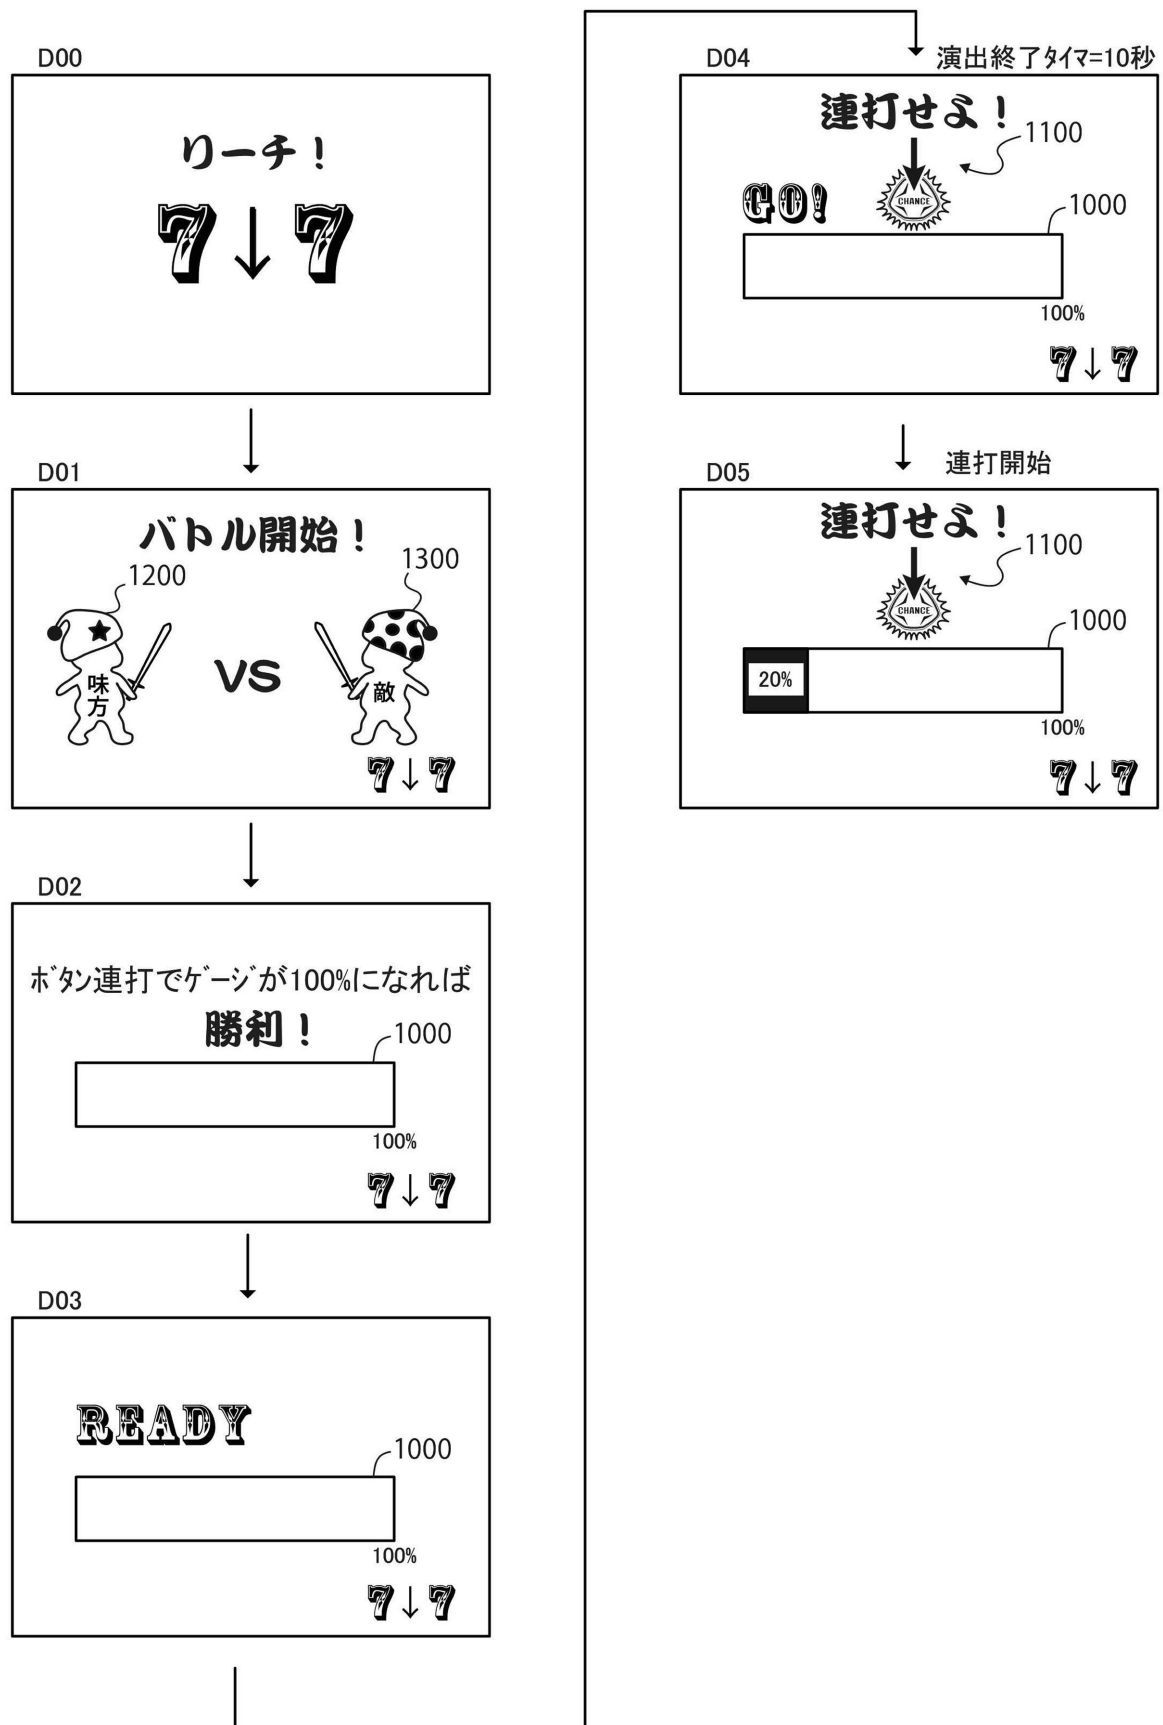 D00
リーチ！
7↓7
D01
バトル開始！
1200
1300
味方
VS
敵
7↓7
D02
ﾎﾞﾀﾝ連打でｹﾞｰｼﾞが100%になれば
勝利！
1000
100%
7↓7
D03
READY
1000
100%
7↓7
D04
演出終了ﾀｲﾏ=10秒
連打せよ！
1100
CHANCE
GO!
1000
100%
7↓7
連打開始
D05
連打せよ！
1100
CHANCE
1000
20%
100%
7↓7